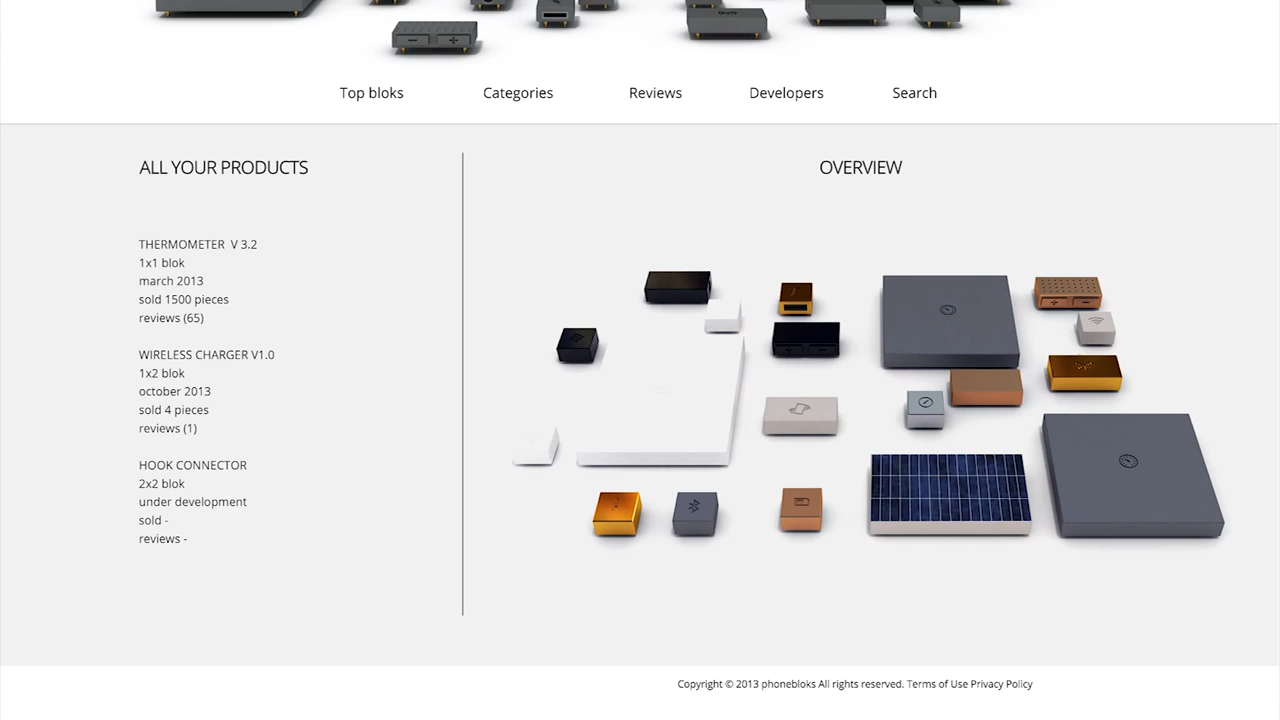 Top bloks
Categories
Reviews
Developers
Search
ALL YOUR PRODUCTS
THERMOMETER V 3.2
1x1 blok
march 2013
sold 1500 pieces
reviews (65)
WIRELESS CHARGER V1.0
1x2 blok
october 2013
sold 4 pieces
reviews (1)
HOOK CONNECTOR
2x2 blok
under development
sold -
reviews -
OVERVIEW
Copyright © 2013 phonebloks All rights reserved. Terms of Use Privacy Policy